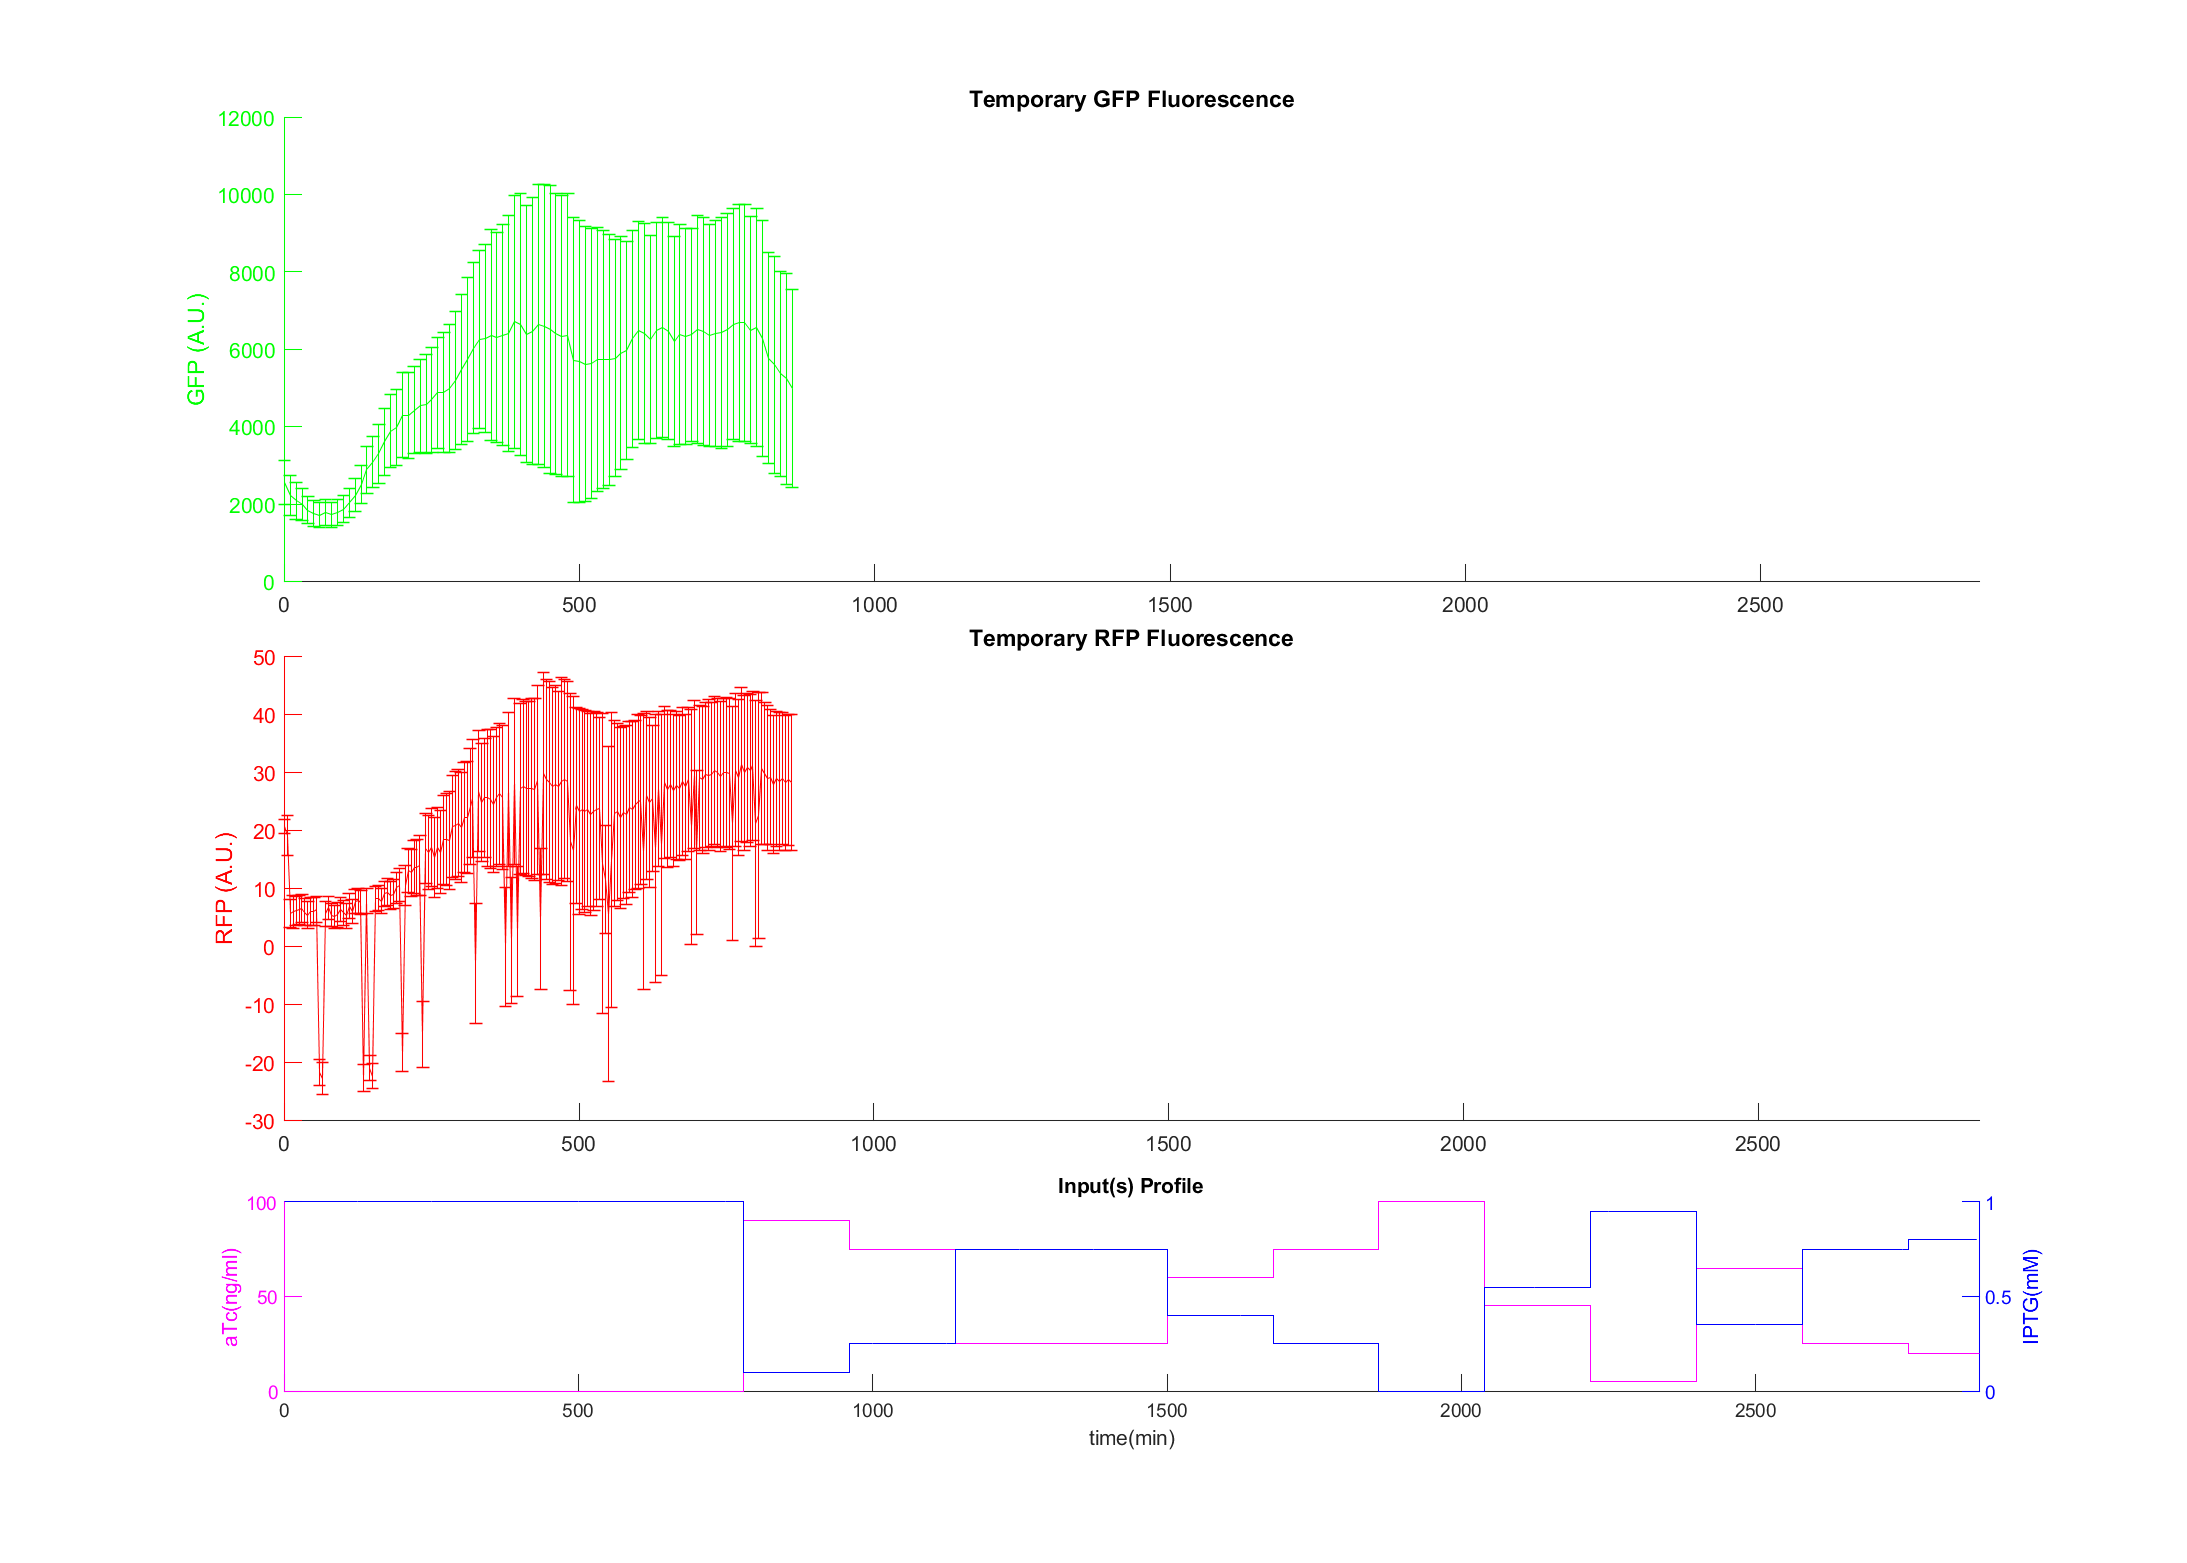 Temporary GFP Fluorescence
12000
10000
8000
6000
4000
2000
0
GFP (A.U.)
0 500 1000 1500 2000 2500
Temporary RFP Fluorescence
50
40
30
20
10
0
-10
-20
-30
RFP (A.U.)
0 500 1000 1500 2000 2500
Input(s) Profile
100
50
0
aTc(ng/ml)
1
0.5
0
IPTG(mM)
0 500 1000 1500 2000 2500
time(min)